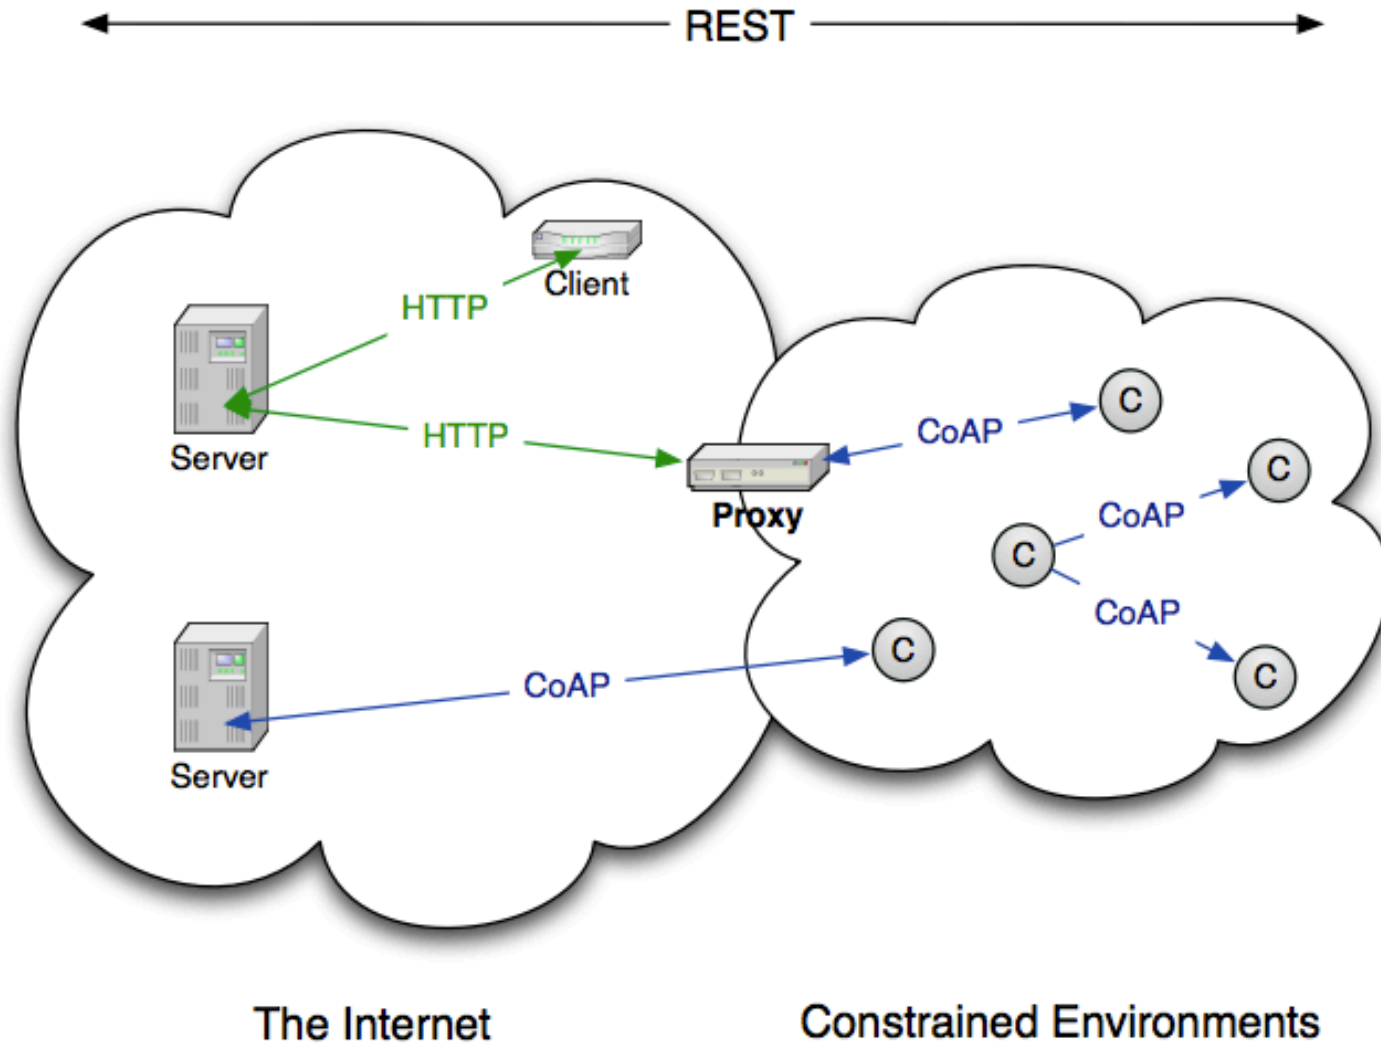 REST
Client
HTTP
Server
HTTP
Proxy
CoAP
C
C
CoAP
C
CoAP
C
C
CoAP
Server
The Internet
Constrained Environments